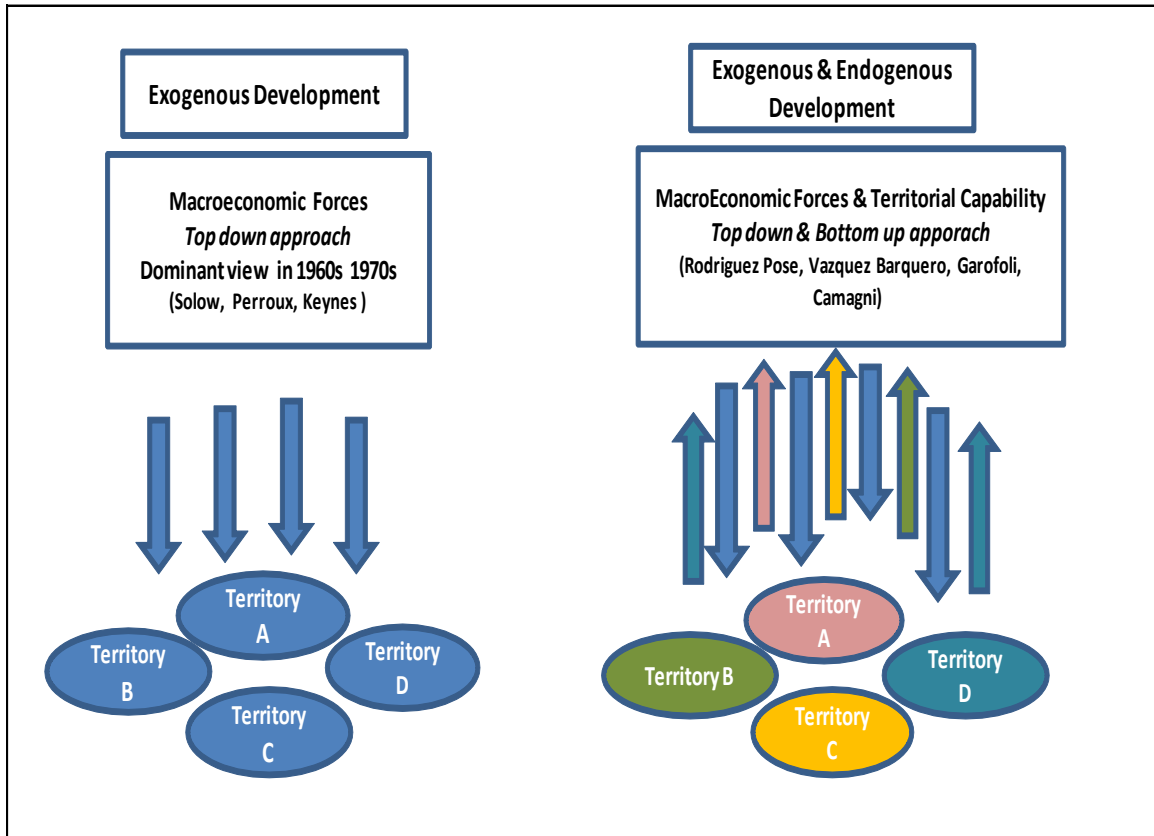 Exogenous Development
Macroeconomic Forces
Top down approach
Dominant view in 1960s 1970s
(Solow, Perroux, Keynes )
Territory
A
Territory
B
Territory
D
Territory
C
Exogenous & Endogenous
Development
MacroEconomic Forces & Territorial Capability
Top down & Bottom up apporach
(Rodriguez Pose, Vazquez Barquero, Garofoli,
Camagni)
Territory
A
Territory B
Territory
D
Territory
C